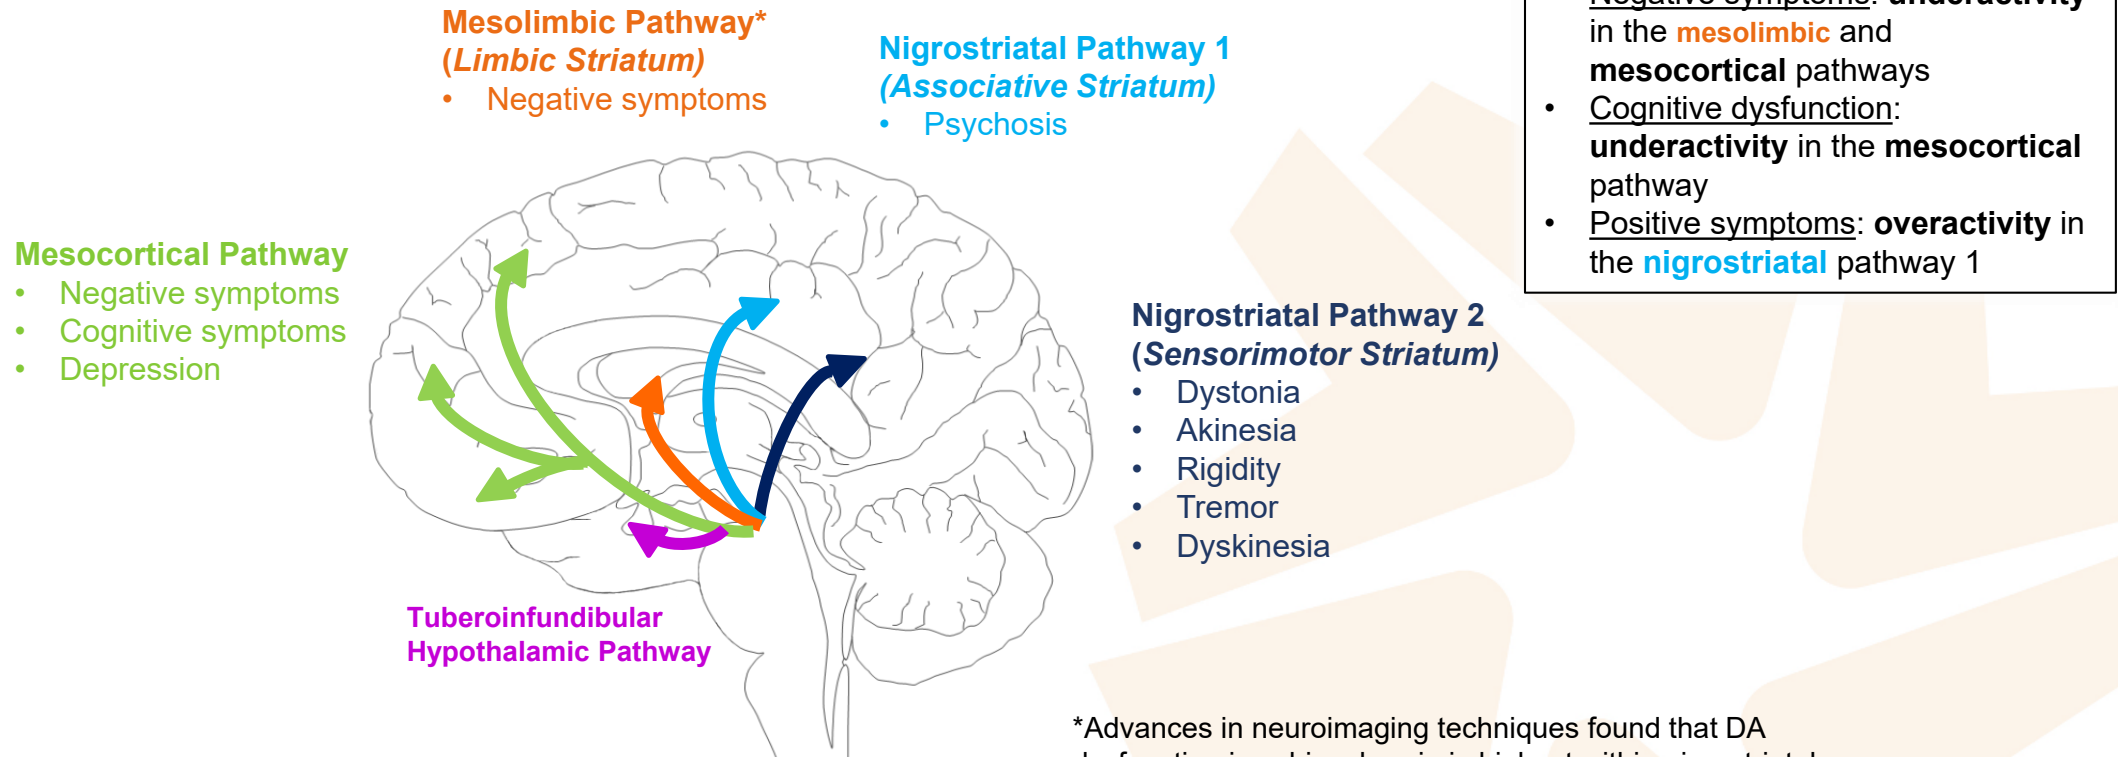 Mesolimbic Pathway*
(Limbic Striatum)
• Negative symptoms
Nigrostriatal Pathway 1
(Associative Striatum)
• Psychosis
Negative symptoms: underactivity
in the mesolimbic and
mesocortical pathways
• Cognitive dysfunction:
underactivity in the mesocortical
pathway
• Positive symptoms: overactivity in
the nigrostriatal pathway 1
Mesocortical Pathway
• Negative symptoms
• Cognitive symptoms
• Depression
Nigrostriatal Pathway 2
(Sensorimotor Striatum)
• Dystonia
• Akinesia
• Rigidity
• Tremor
• Dyskinesia
Tuberoinfundibular
Hypothalamic Pathway
*Advances in neuroimaging techniques found that DA